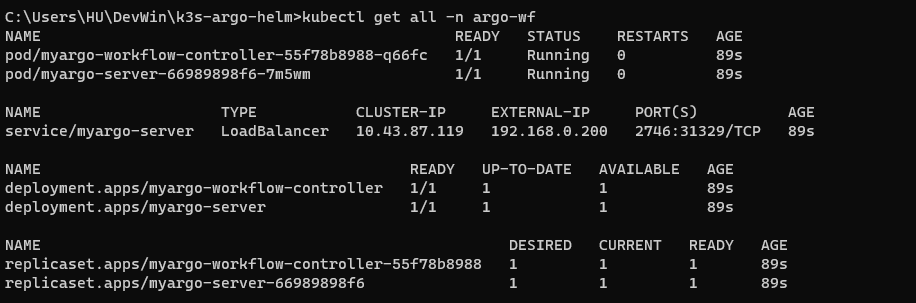 C:\Users\HU\DevWin\k3s-argo-helm>kubectl get all -n argo-wf
NAME                                              READY   STATUS    RESTARTS   AGE
pod/myargo-workflow-controller-55f78b8988-q66fc   1/1     Running   0          89s
pod/myargo-server-66989898f6-7m5wm                1/1     Running   0          89s

NAME                    TYPE           CLUSTER-IP     EXTERNAL-IP     PORT(S)          AGE
service/myargo-server   LoadBalancer   10.43.87.119   192.168.0.200   2746:31329/TCP   89s

NAME                                         READY   UP-TO-DATE   AVAILABLE   AGE
deployment.apps/myargo-workflow-controller   1/1     1            1           89s
deployment.apps/myargo-server                1/1     1            1           89s

NAME                                                    DESIRED   CURRENT   READY   AGE
replicaset.apps/myargo-workflow-controller-55f78b8988   1         1         1       89s
replicaset.apps/myargo-server-66989898f6                1         1         1       89s